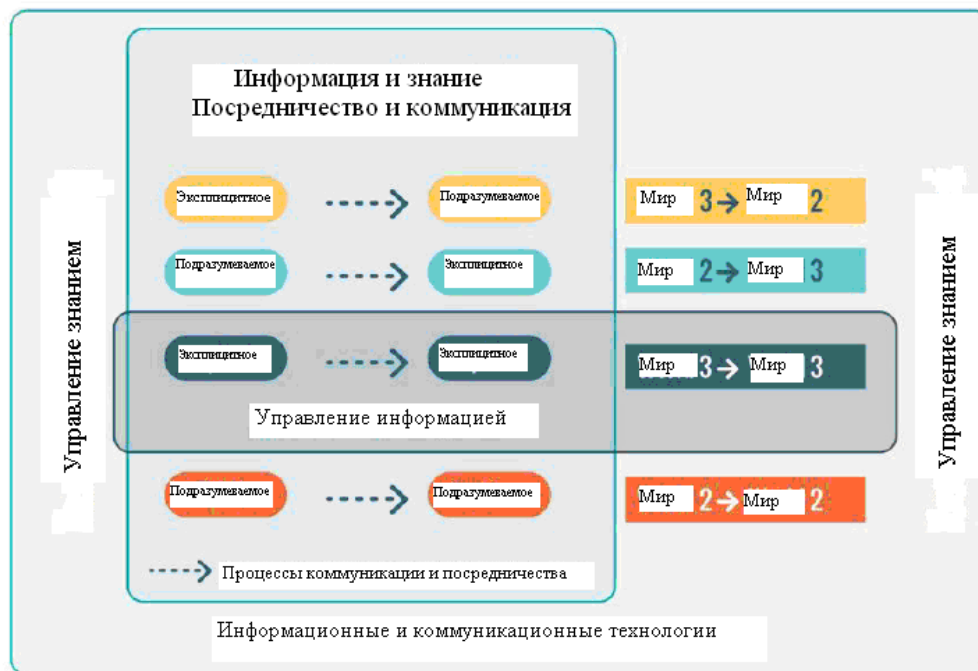 Информация и знание
Посредничество и коммуникация
Эксплицитное Подразумеваемое Мир 3 → Мир 2
Подразумеваемое Эксплицитное Мир 2 → Мир 3
Управление знанием
Эксплицитное Эксплицитное Мир 3 → Мир 3
Управление знанием
Управление информацией
Подразумеваемое Подразумеваемое Мир 2 → Мир 2
Процессы коммуникации и посредничества
Информационные и коммуникационные технологии